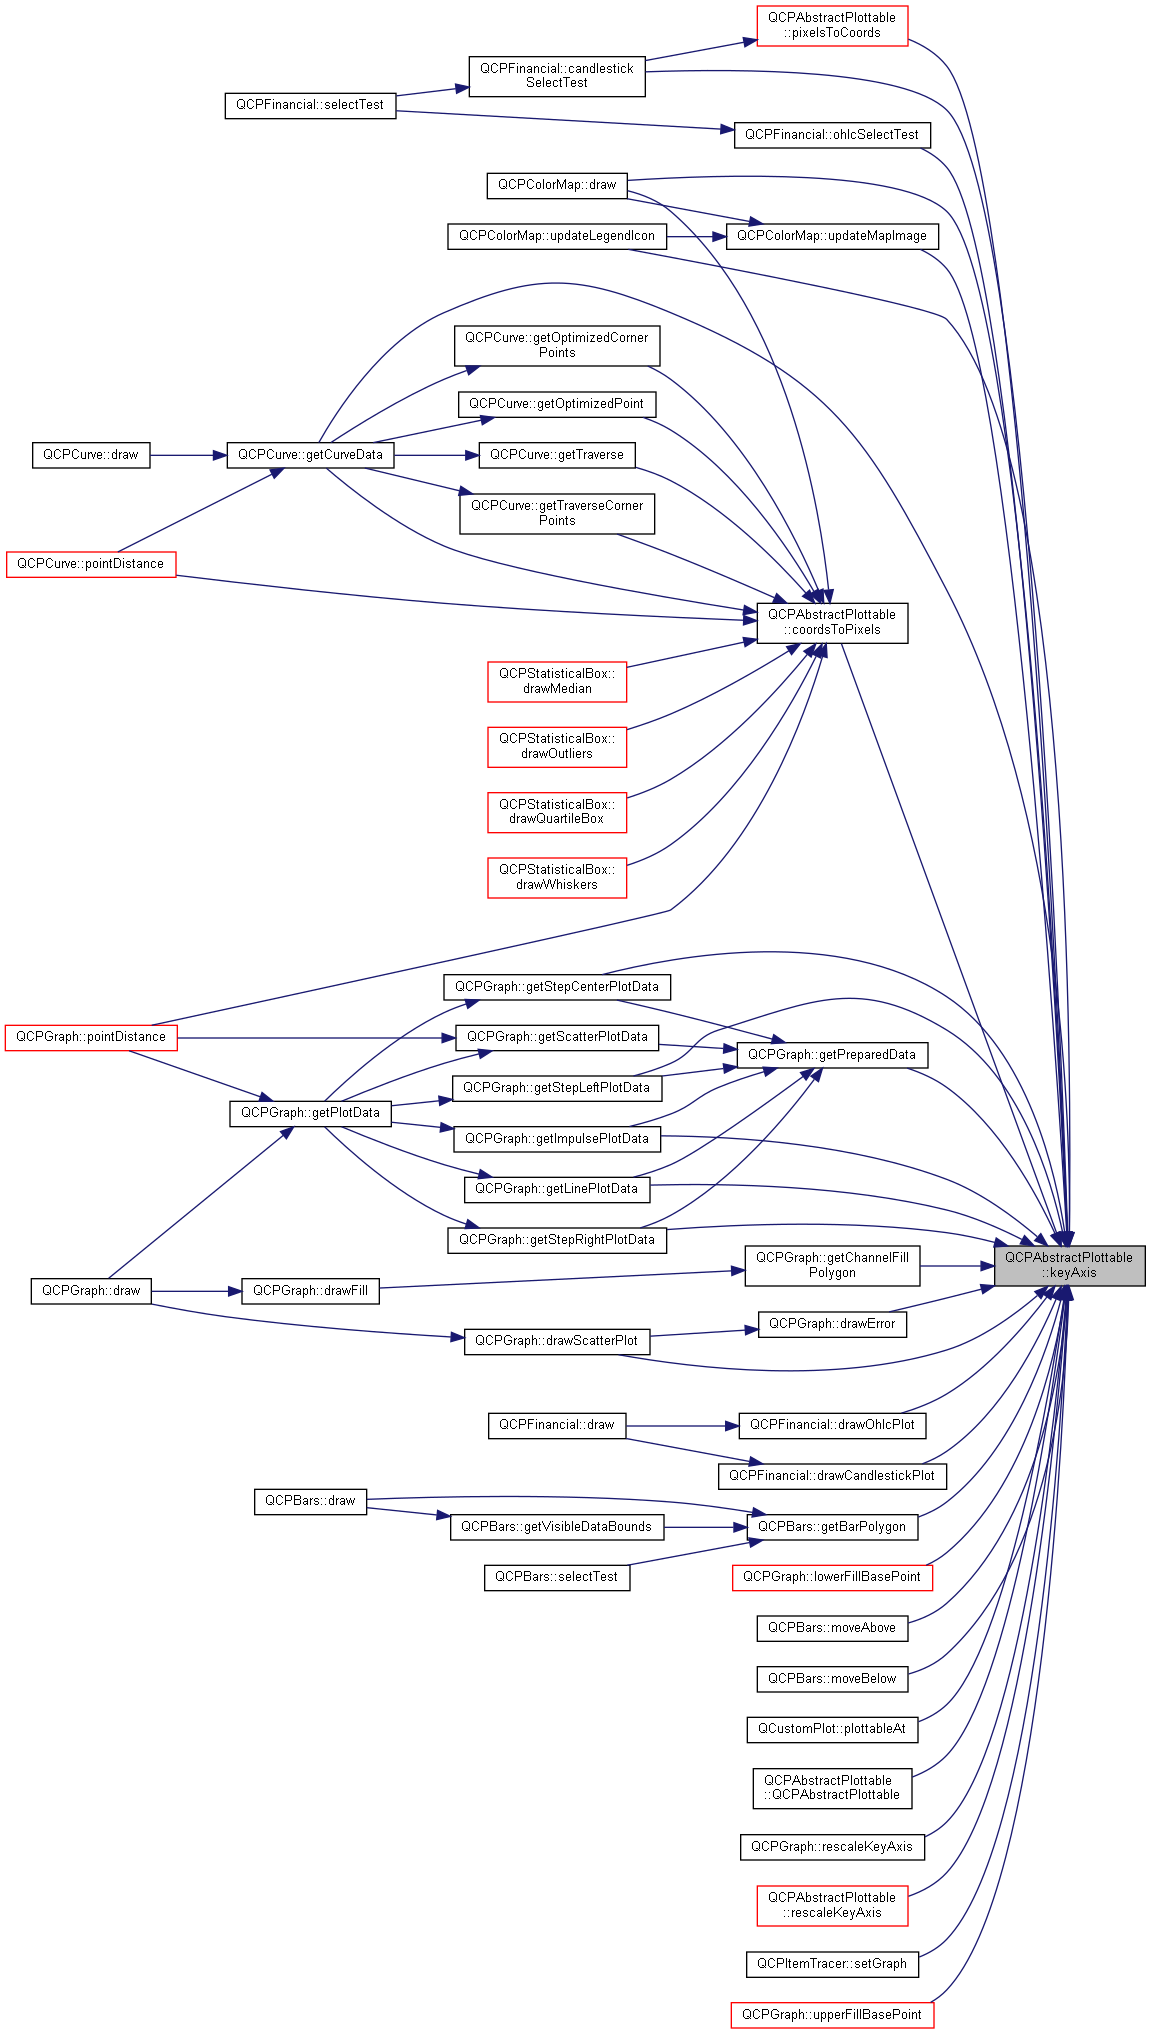 QCPAbstractPlottable
::pixelsToCoords
QCPFinancial::candlestick
SelectTest
QCPFinancial::selectTest
QCPFinancial::ohlcSelectTest
QCPColorMap::draw
QCPColorMap::updateLegendIcon
QCPColorMap::updateMapImage
QCPCurve::getOptimizedCorner
Points
QCPCurve::getOptimizedPoint
QCPCurve::draw
QCPCurve::getCurveData
QCPCurve::getTraverse
QCPCurve::getTraverseCorner
Points
QCPCurve::pointDistance
QCPAbstractPlottable
::coordsToPixels
QCPStatisticalBox::
drawMedian
QCPStatisticalBox::
drawOutliers
QCPStatisticalBox::
drawQuartileBox
QCPStatisticalBox::
drawWhiskers
QCPGraph::getStepCenterPlotData
QCPGraph::pointDistance
QCPGraph::getScatterPlotData
QCPGraph::getPreparedData
QCPGraph::getStepLeftPlotData
QCPGraph::getPlotData
QCPGraph::getImpulsePlotData
QCPGraph::getLinePlotData
QCPGraph::getStepRightPlotData
QCPGraph::getChannelFill
Polygon
QCPAbstractPlottable
::keyAxis
QCPGraph::draw
QCPGraph::drawFill
QCPGraph::drawError
QCPGraph::drawScatterPlot
QCPFinancial::draw
QCPFinancial::drawOhlcPlot
QCPFinancial::drawCandlestickPlot
QCPBars::draw
QCPBars::getVisibleDataBounds
QCPBars::getBarPolygon
QCPBars::selectTest
QCPGraph::lowerFillBasePoint
QCPBars::moveAbove
QCPBars::moveBelow
QCustomPlot::plottableAt
QCPAbstractPlottable
::QCPAbstractPlottable
QCPGraph::rescaleKeyAxis
QCPAbstractPlottable
::rescaleKeyAxis
QCPItemTracer::setGraph
QCPGraph::upperFillBasePoint